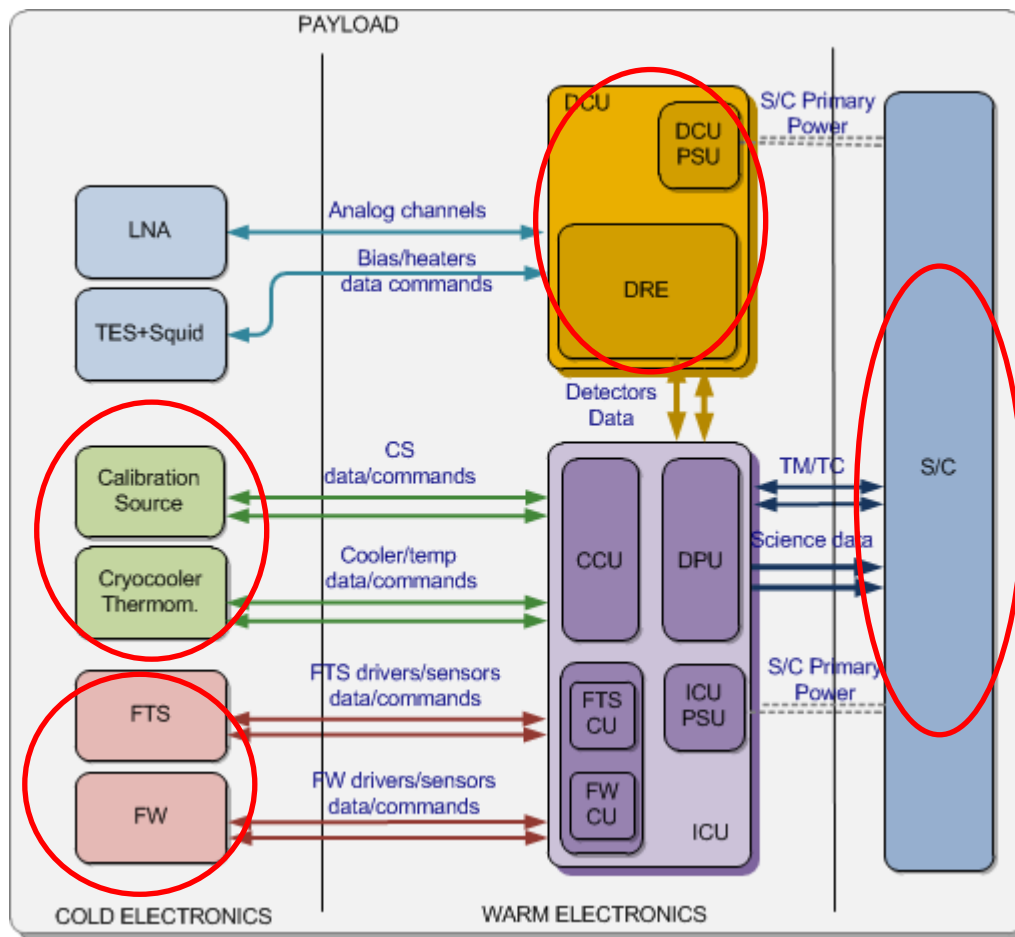 PAYLOAD
DCU
DCU
PSU
S/C Primary
Power
LNA
Analog channels
Bias/heaters
data commands
DRE
TES+Squid
Detectors
Data
CS
data/commands
Calibration
Source
TM/TC
S/C
Science data
Cooler/temp
data/commands
CCU
DPU
Cryocooler
Thermom.
FTS drivers/sensors
data/commands
S/C Primary
Power
FTS
FTS
CU
ICU
PSU
FW drivers/sensors
data/commands
FW
FW
CU
ICU
COLD ELECTRONICS
WARM ELECTRONICS